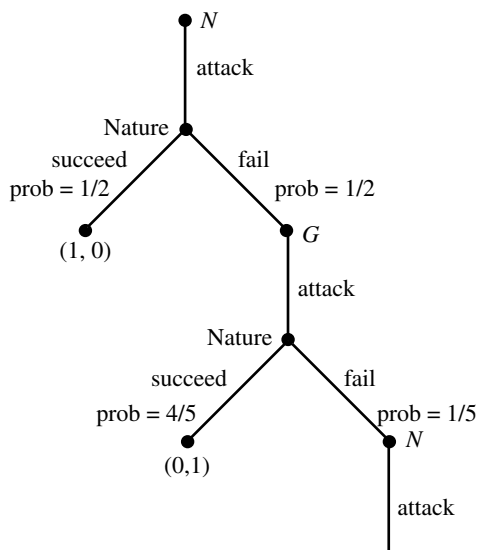 N
attack
Nature
succeed
fail
prob = 1/2
prob = 1/2
(1, 0)
G
attack
Nature
succeed
fail
prob = 4/5
prob = 1/5
N
(0,1)
attack